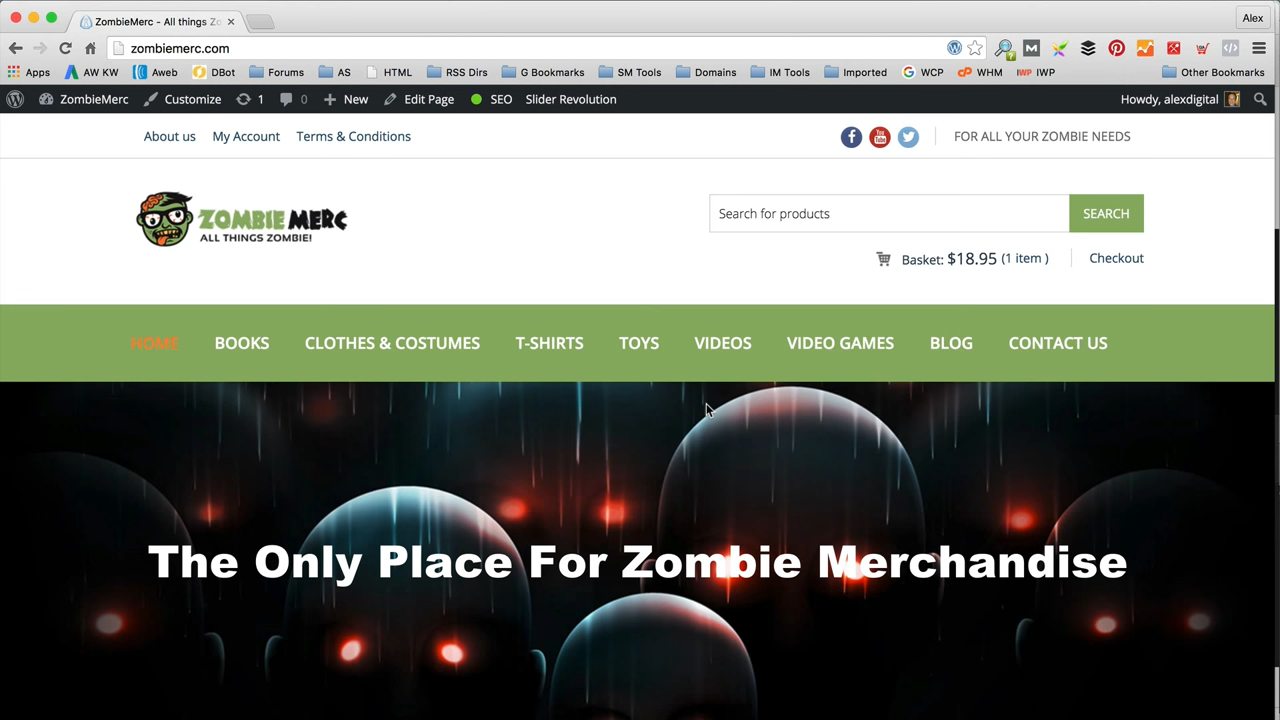 ZombieMerc - All things Zo
Alex
zombiemerc.com
Apps AW KW Aweb DBot Forums AS HTML RSS Dirs G Bookmarks SM Tools Domains IM Tools Imported WCP WHM IWP IWP Other Bookmarks
ZombieMerc Customize 1 0 New Edit Page SEO Slider Revolution Howdy, alexdigital
About us My Account Terms & Conditions FOR ALL YOUR ZOMBIE NEEDS
ZOMBIE MERC
ALL THINGS ZOMBIE!
Search for products SEARCH
Basket: $18.95 (1 item ) Checkout
HOME BOOKS CLOTHES & COSTUMES T-SHIRTS TOYS VIDEOS VIDEO GAMES BLOG CONTACT US
The Only Place For Zombie Merchandise